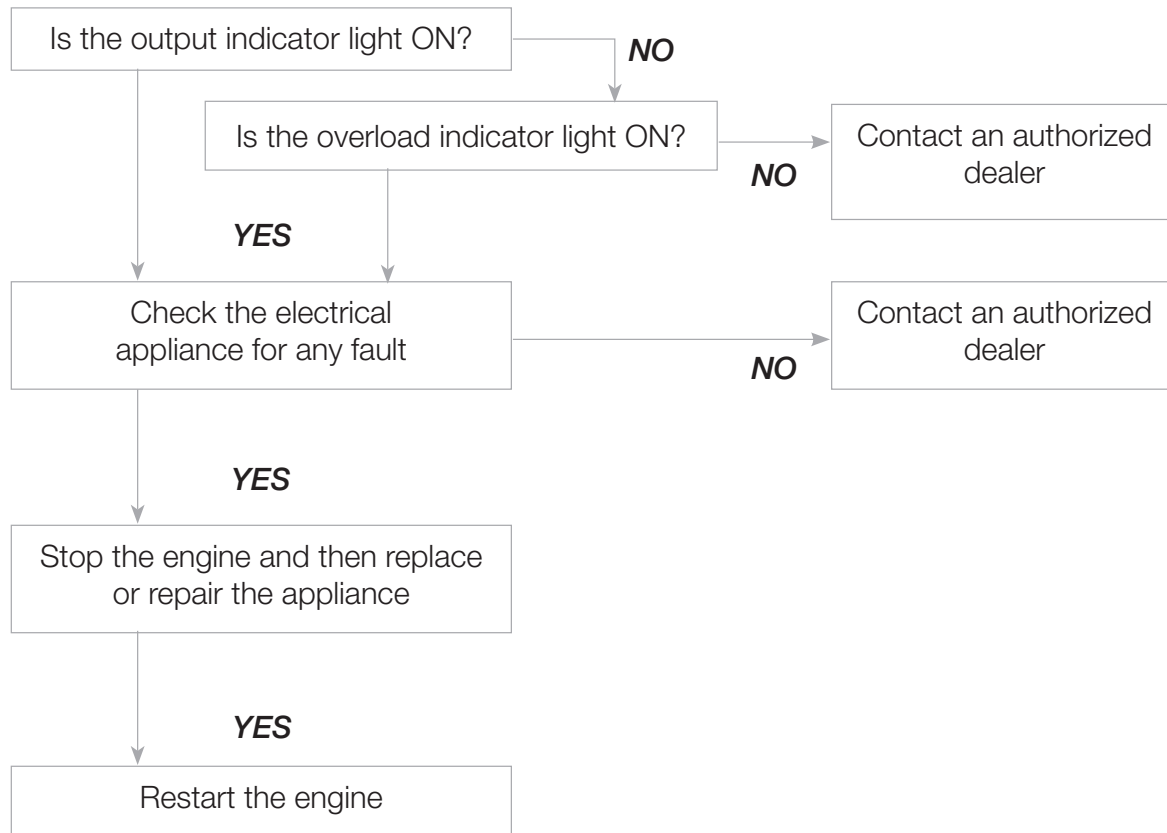 Is the output indicator light ON?
NO
Is the overload indicator light ON?
NO
Contact an authorized
dealer
YES
Check the electrical
appliance for any fault
NO
Contact an authorized
dealer
YES
Stop the engine and then replace
or repair the appliance
YES
Restart the engine